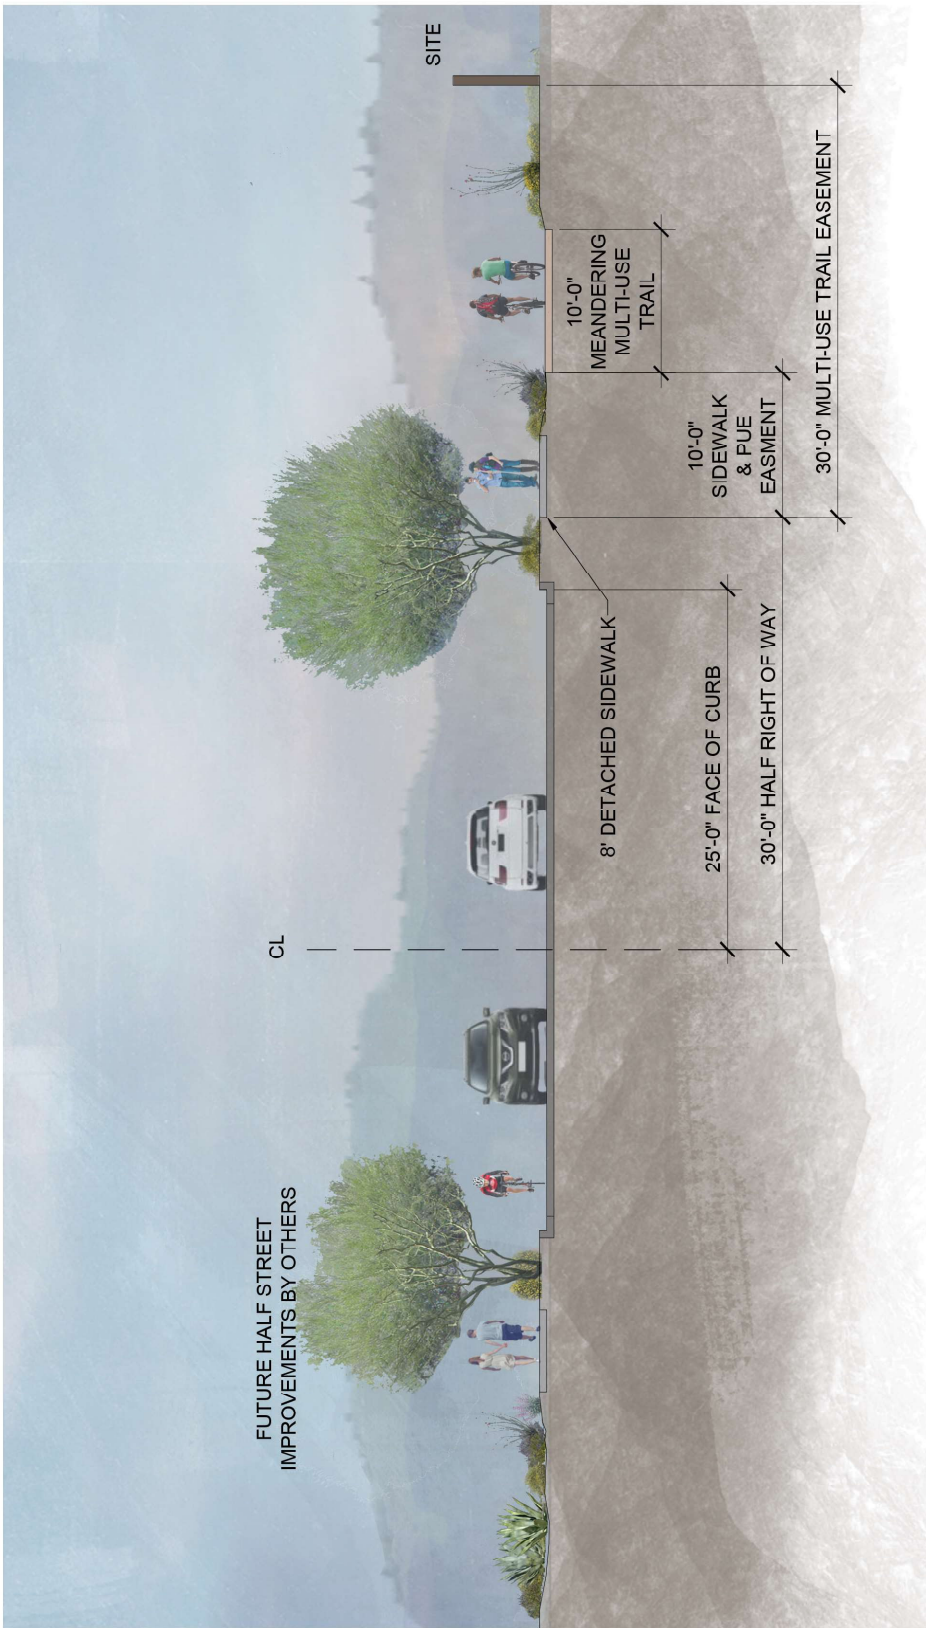 FUTURE HALF STREET
IMPROVEMENTS BY OTHERS
CL
SITE
8' DETACHED SIDEWALK
10'-0"
MEANDERING
MULTI-USE
TRAIL
10'-0"
SIDEWALK
& PUE
EASMENT
25'-0" FACE OF CURB
30'-0" HALF RIGHT OF WAY
30'-0" MULTI-USE TRAIL EASEMENT